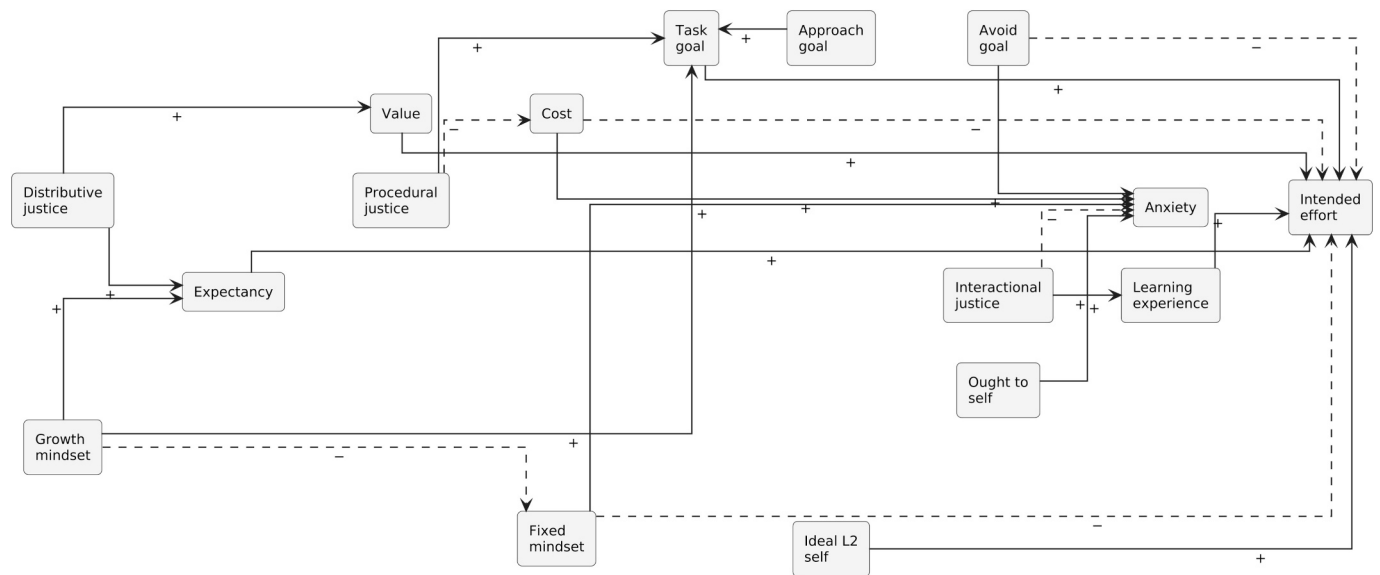 Task
goal
Approach
goal
Avoid
goal
+
+
−
+
Value
Cost
+
−
−
+
Distributive
justice
Procedural
justice
Anxiety
Intended
effort
+
+
+
−
+
Expectancy
+
+
+
Interactional
justice
Learning
experience
+
+
Ought to
self
Growth
mindset
+
−
Fixed
mindset
−
Ideal L2
self
+